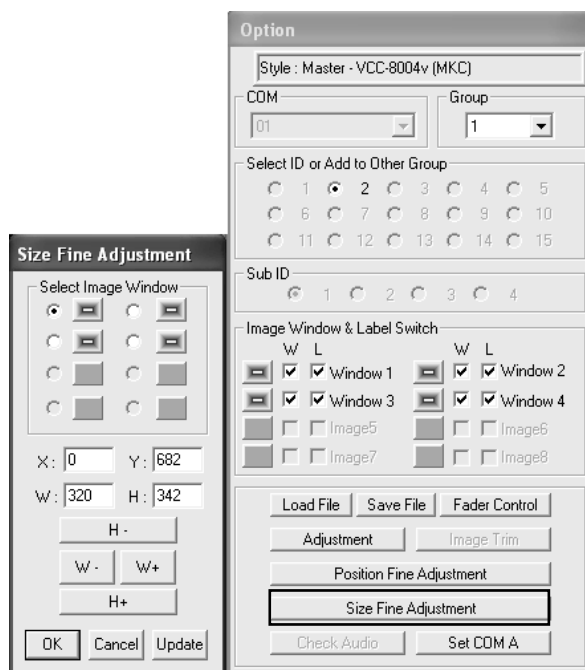 Option
Style : Master - VCC-8004v (MKC)
COM
Group
01
1
Select ID or Add to Other Group
1 2 3 4 5
6 7 8 9 10
11 12 13 14 15
Sub ID
1 2 3 4
Image Window & Label Switch
W L W L
Window 1 Window 2
Window 3 Window 4
Image5 Image6
Image7 Image8
Load File Save File Fader Control
Adjustment Image Trim
Position Fine Adjustment
Size Fine Adjustment
Check Audio Set COM A
Size Fine Adjustment
Select Image Window
X : 0 Y : 682
W : 320 H : 342
H -
W - W+
H+
OK Cancel Update